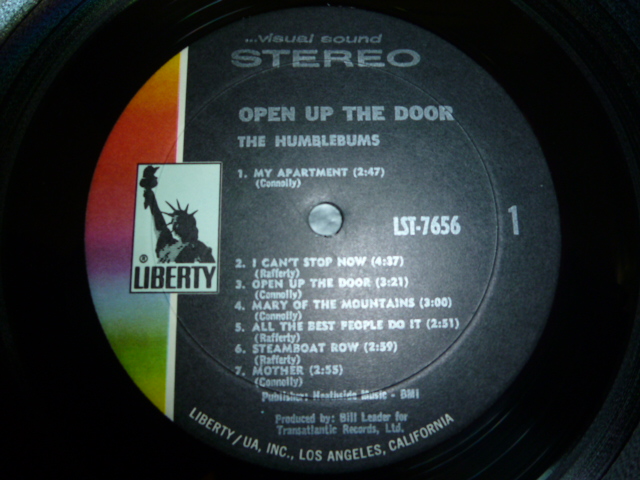 ...visual sound
STEREO
OPEN UP THE DOOR
THE HUMBLEBUMS
1. MY APARTMENT (2:47)
(Connolly)
LST-7656
1
® LIBERTY
2. I CAN'T STOP NOW (4:37)
(Rafferty)
3. OPEN UP THE DOOR (3:21)
(Connolly)
4. MARY OF THE MOUNTAINS (3:00)
(Connolly)
5. ALL THE BEST PEOPLE DO IT (2:51)
(Rafferty)
6. STEAMBOAT ROW (2:59)
(Rafferty)
7. MOTHER (2:55)
(Connolly)
Publisher: Heathside Music - BMI
Produced by: Bill Leader for
Transatlantic Records, Ltd.
LIBERTY/UA, INC., LOS ANGELES, CALIFORNIA